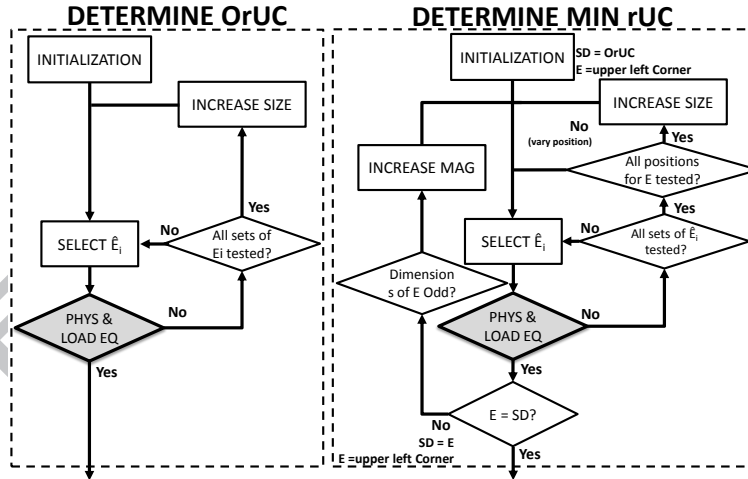 DETERMINE OrUC
INITIALIZATION
INCREASE SIZE
Yes
SELECT Êi
No
All sets of
Ei tested?
PHYS &
LOAD EQ
No
Yes
DETERMINE MIN rUC
INITIALIZATION
SD = OrUC
E =upper left Corner
INCREASE SIZE
No
(vary position)
Yes
INCREASE MAG
All positions
for E tested?
Yes
SELECT Êi
No
All sets of Êi
tested?
Dimension
s of E Odd?
PHYS &
LOAD EQ
No
Yes
E = SD?
No
SD = E
E =upper left Corner
Yes